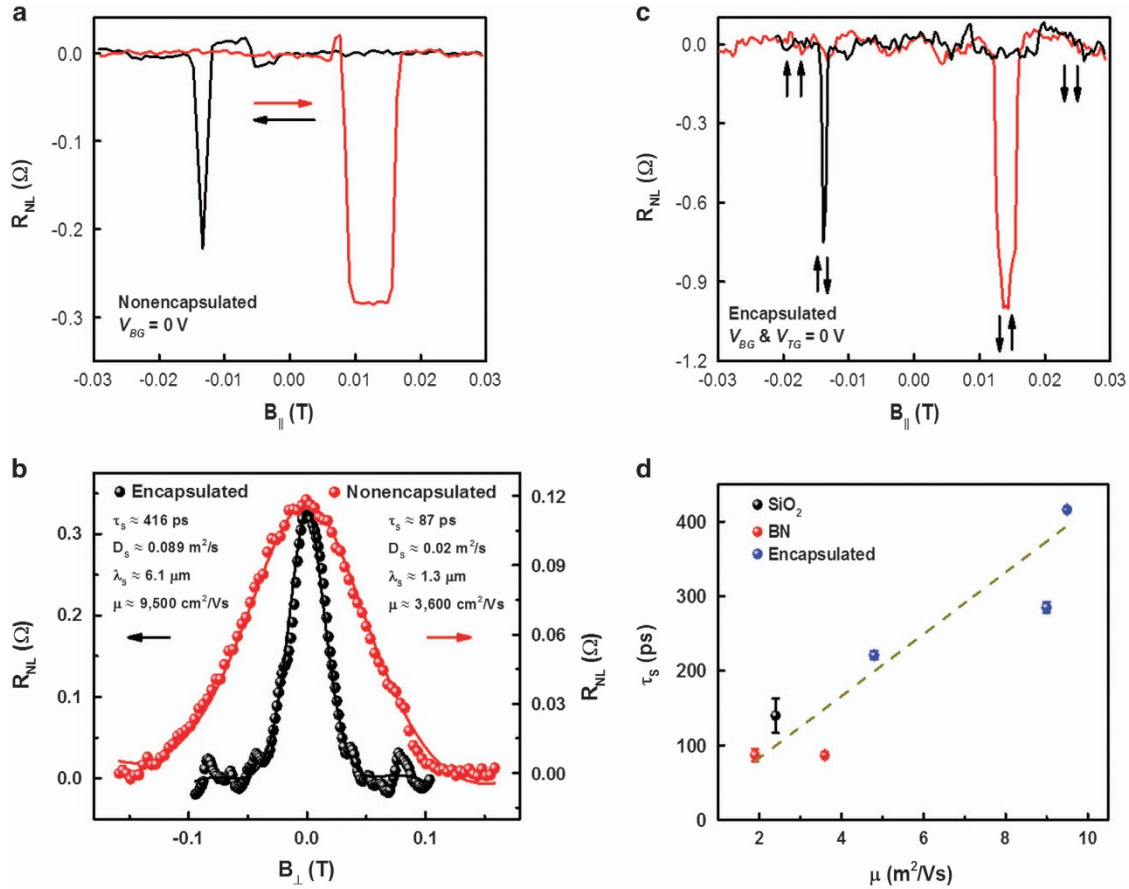 a
0.0
-0.1
-0.2
-0.3
R_NL (Ω)
Nonencapsulated
V_BG = 0 V
-0.03 -0.02 -0.01 0.00 0.01 0.02 0.03
B_|| (T)
c
0.0
-0.3
-0.6
-0.9
-1.2
R_NL (Ω)
Encapsulated
V_BG & V_TG = 0 V
-0.03 -0.02 -0.01 0.00 0.01 0.02 0.03
B_|| (T)
b
Encapsulated
τ_s ≈ 416 ps
D_s ≈ 0.089 m²/s
λ_s ≈ 6.1 μm
μ ≈ 9,500 cm²/Vs
Nonencapsulated
τ_s ≈ 87 ps
D_s ≈ 0.02 m²/s
λ_s ≈ 1.3 μm
μ ≈ 3,600 cm²/Vs
0.3
0.3
0.2
0.1
0.1
0.0
R_NL (Ω)
0.12
0.09
0.06
0.03
0.00
R_NL (Ω)
-0.1 0.0 0.1
B_⊥ (T)
d
SiO₂
BN
Encapsulated
400
300
200
100
0
τ_s (ps)
2 4 6 8 10
μ (m²/Vs)